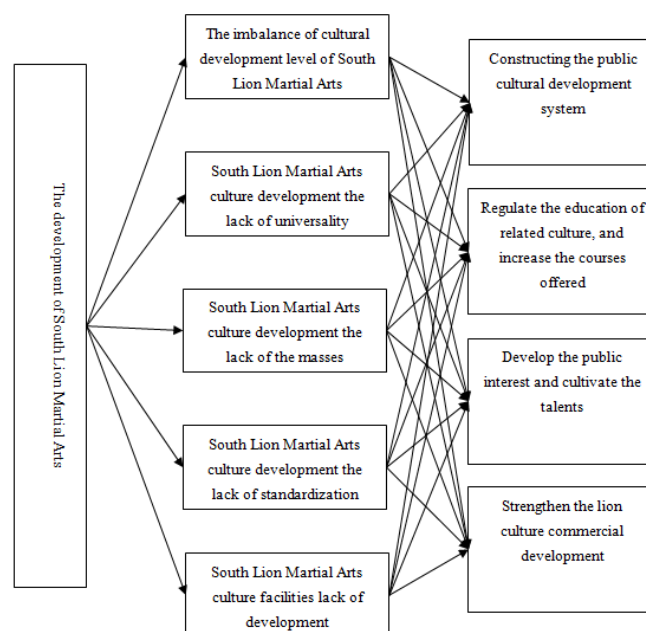 The development of South Lion Martial Arts
The imbalance of cultural
development level of South
Lion Martial Arts
South Lion Martial Arts
culture development the
lack of universality
South Lion Martial Arts
culture development the
lack of the masses
South Lion Martial Arts
culture development the
lack of standardization
South Lion Martial Arts
culture facilities lack of
development
Constructing the public
cultural development
system
Regulate the education of
related culture, and
increase the courses
offered
Develop the public
interest and cultivate the
talents
Strengthen the lion
culture commercial
development